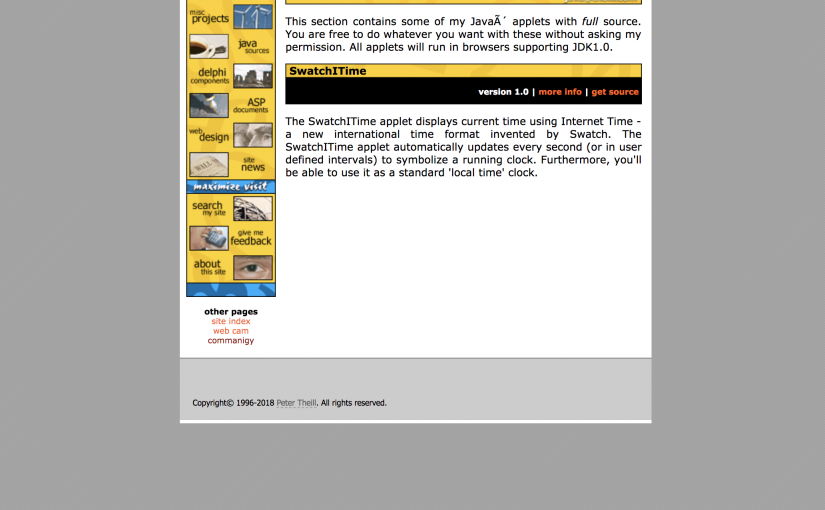 misc
projects
java
sources
delphi
components
ASP
documents
web
design
site
news
maximize visit
search
my site
give me
feedback
about
this site
other pages
site index
web cam
commanigy
This section contains some of my JavaÃ´ applets with full source.
You are free to do whatever you want with these without asking my
permission. All applets will run in browsers supporting JDK1.0.
SwatchITime
version 1.0 | more info | get source
The SwatchITime applet displays current time using Internet Time -
a new international time format invented by Swatch. The
SwatchITime applet automatically updates every second (or in user
defined intervals) to symbolize a running clock. Furthermore, you'll
be able to use it as a standard 'local time' clock.
Copyright© 1996-2018 Peter Theill. All rights reserved.